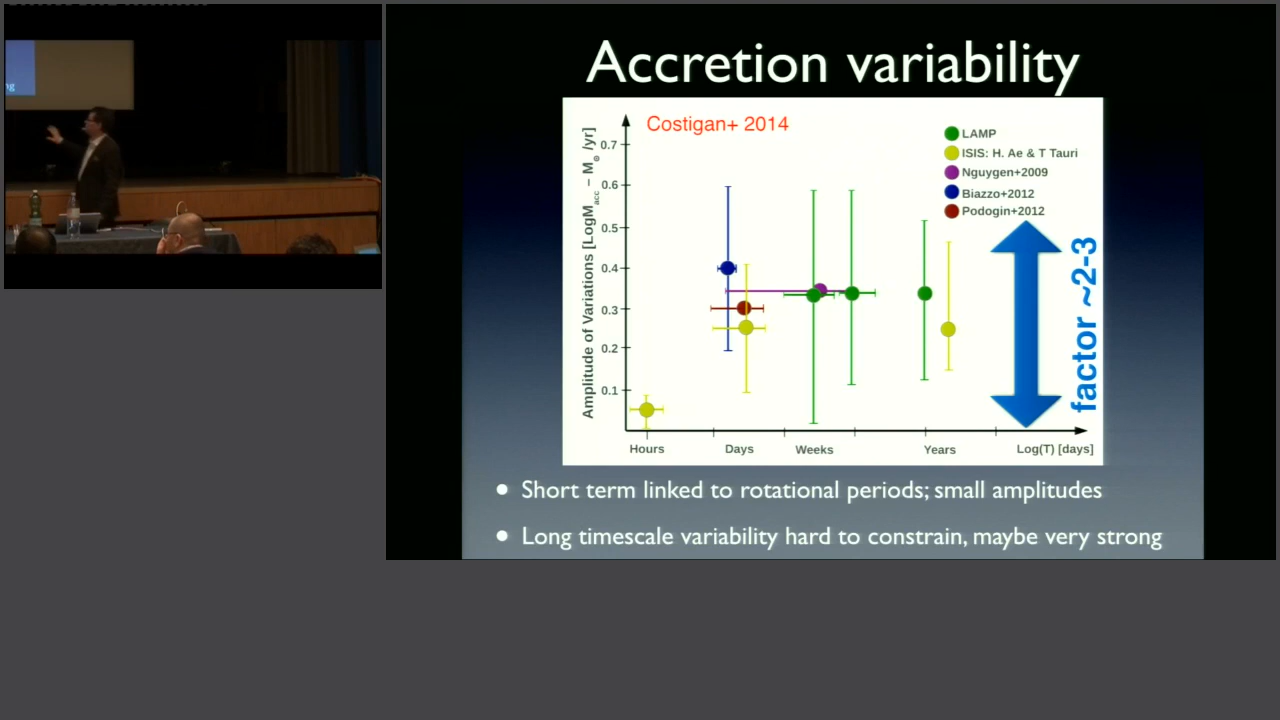 Accretion variability
Costigan+ 2014
LAMP
ISIS: H. Ae & T Tauri
Nguygen+2009
Biazzo+2012
Podogin+2012
Amplitude of Variations [LogMacc – M⊙ /yr]
0.7
0.6
0.5
0.4
0.3
0.2
0.1
Hours
Days
Weeks
Years
Log(T) [days]
factor ~2-3
• Short term linked to rotational periods; small amplitudes
• Long timescale variability hard to constrain, maybe very strong